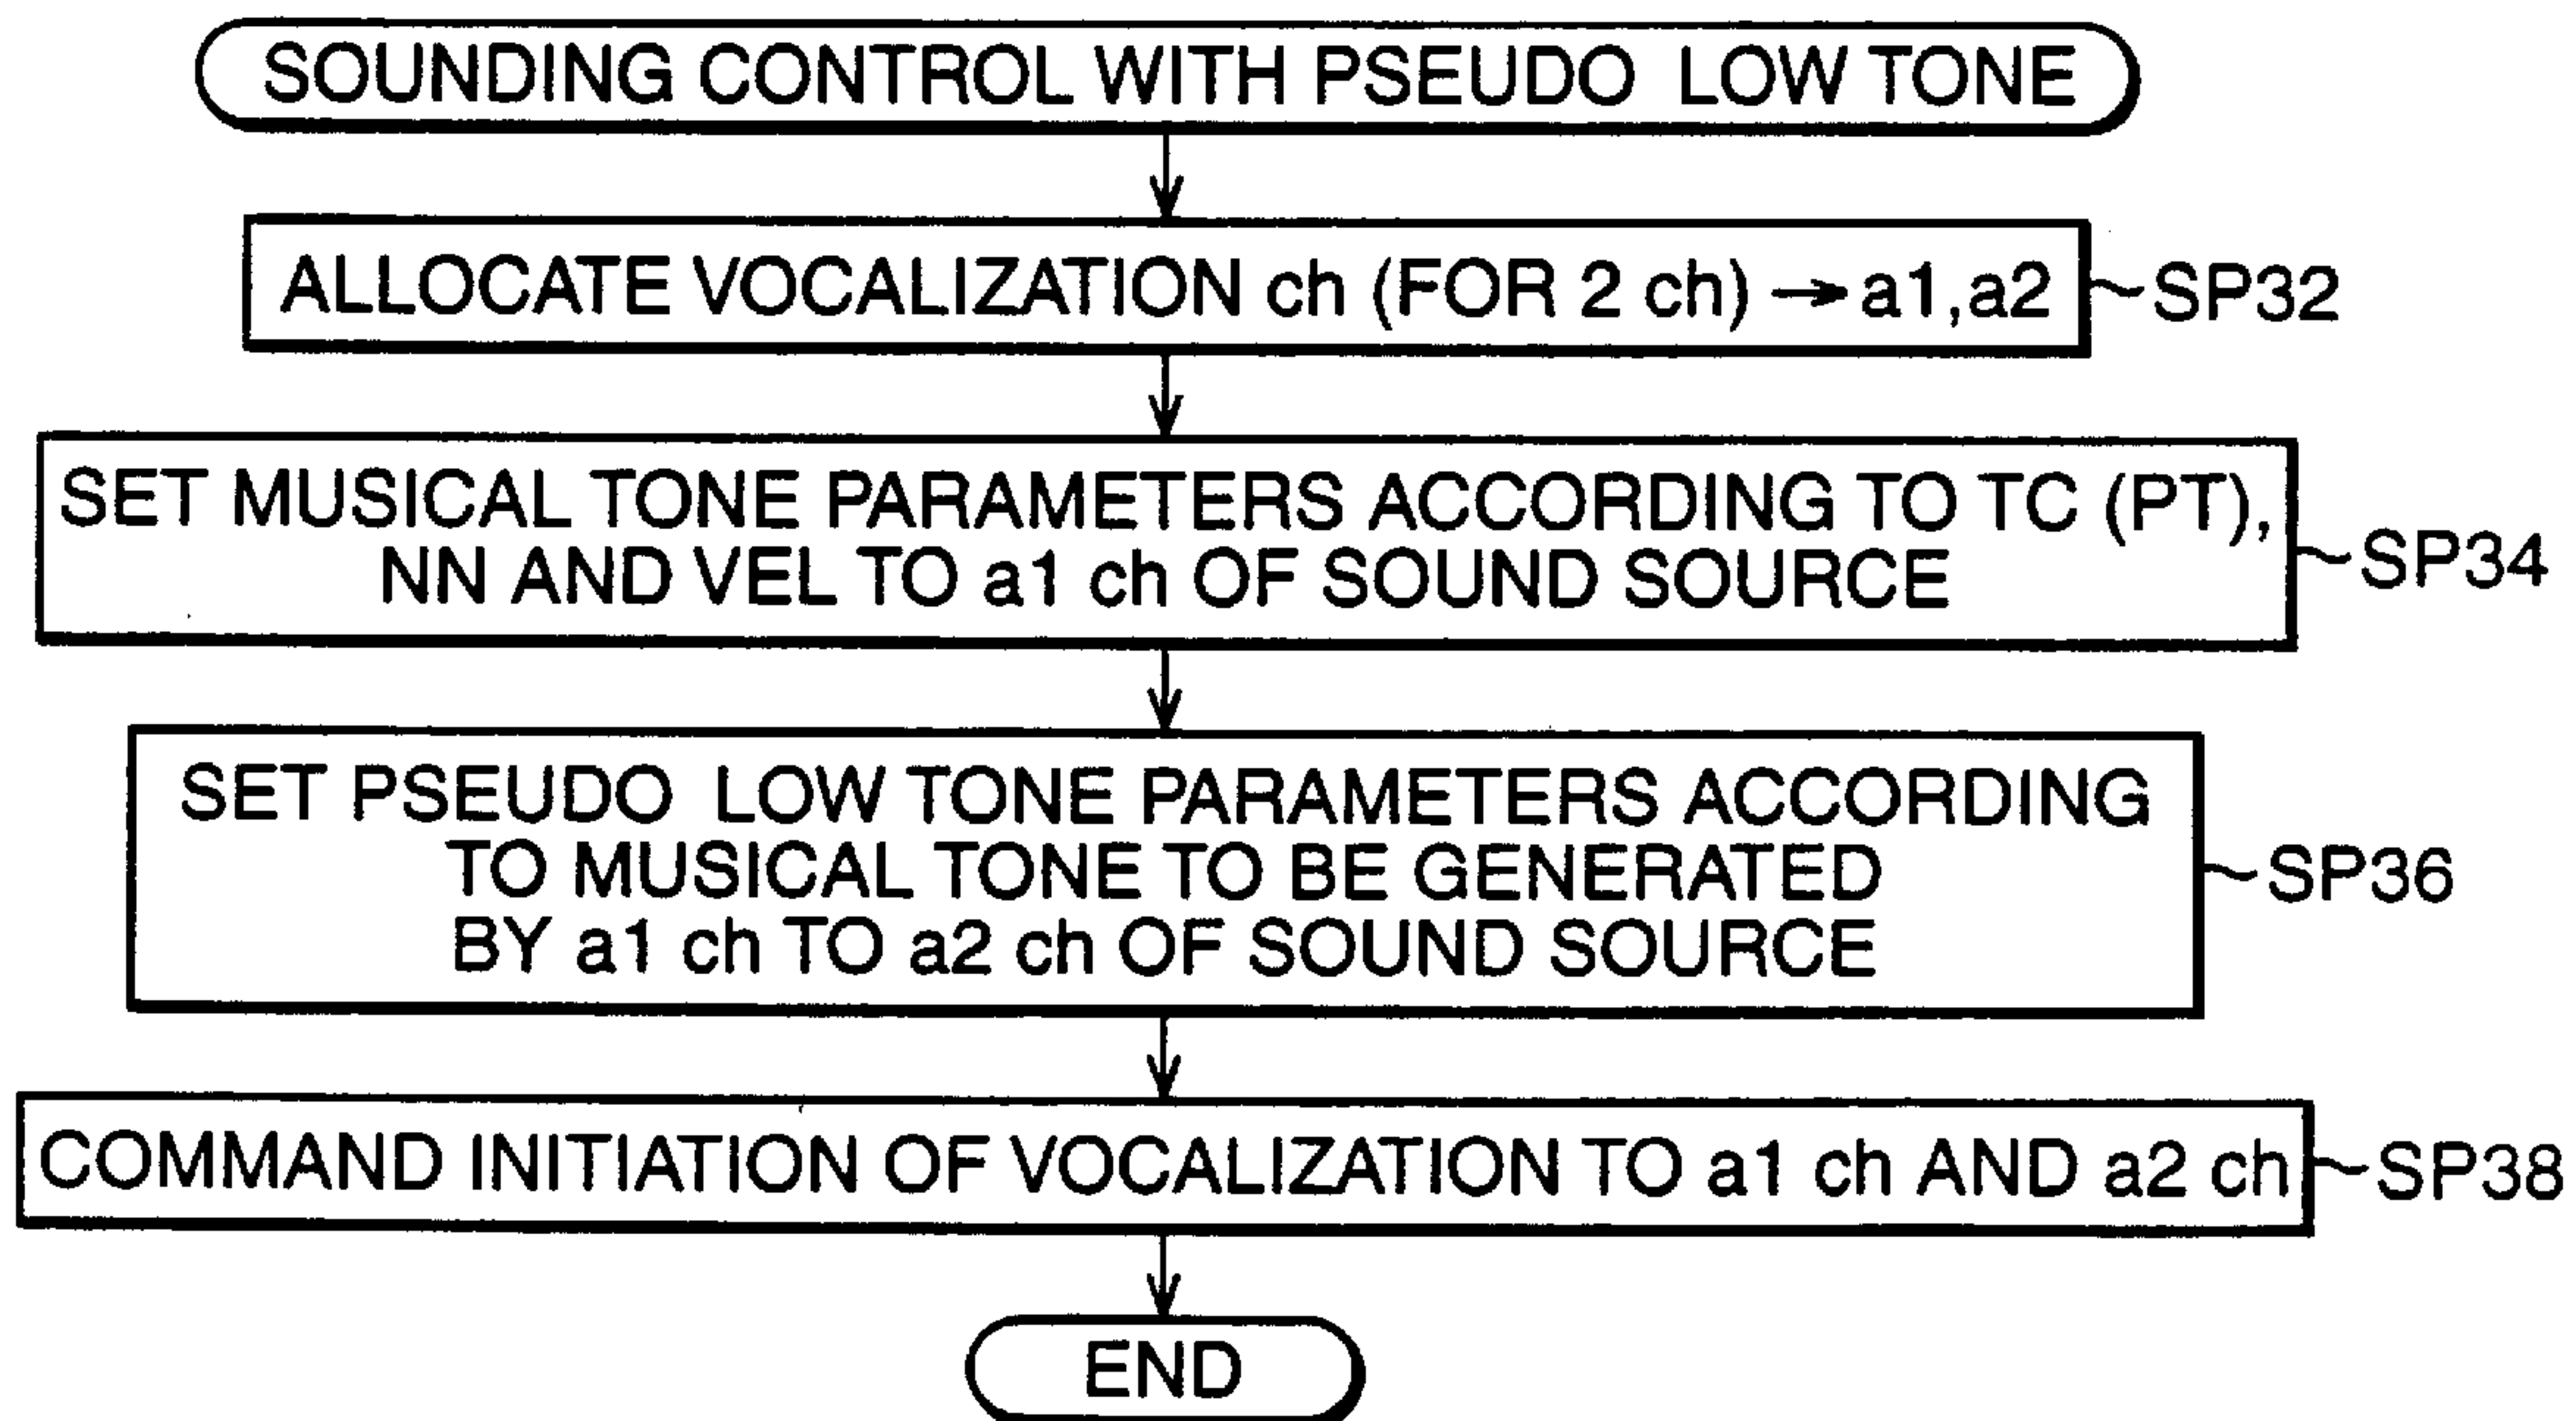 SOUNDING CONTROL WITH PSEUDO LOW TONE
ALLOCATE VOCALIZATION ch (FOR 2 ch) → a1,a2
SP32
SET MUSICAL TONE PARAMETERS ACCORDING TO TC (PT),
NN AND VEL TO a1 ch OF SOUND SOURCE
SP34
SET PSEUDO LOW TONE PARAMETERS ACCORDING
TO MUSICAL TONE TO BE GENERATED
BY a1 ch TO a2 ch OF SOUND SOURCE
SP36
COMMAND INITIATION OF VOCALIZATION TO a1 ch AND a2 ch
SP38
END